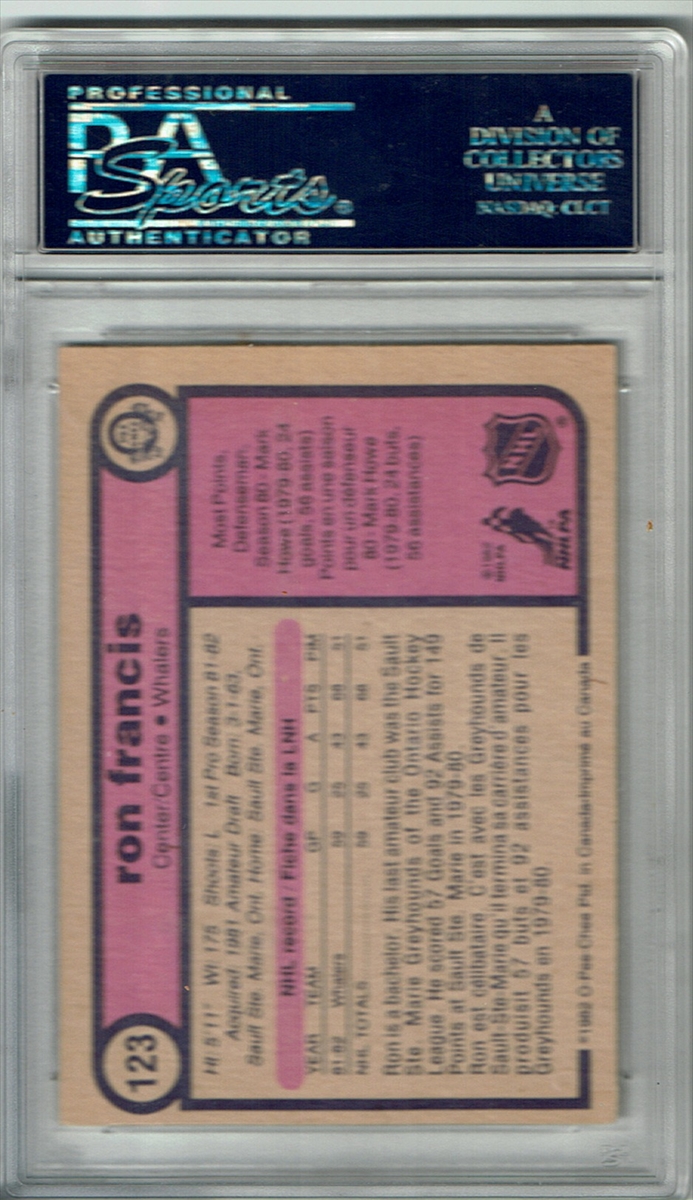 PROFESSIONAL
PSA
Sports®
AUTHENTICATOR
A
DIVISION OF
COLLECTORS
UNIVERSE
NASDAQ: CLCT
123
ron francis
Center/Centre • Whalers
Ht 5'11" Wt 175 Shoots L 1st Pro Season 81-82
Acquired: 1981 Amateur Draft Born: 3-1-63,
Sault Ste. Marie, Ont. Home: Sault Ste. Marie, Ont.
NHL record / Fiche dans la LNH
YEAR TEAM GP G A PTS PM
81-82 Whalers 59 25 43 68 51
NHL TOTALS 59 25 43 68 51
Ron is a bachelor. His last amateur club was the Sault
Ste. Marie Greyhounds of the Ontario Hockey
League. He scored 57 Goals and 92 Assists for 149
Points at Sault Ste. Marie in 1979-80
Ron est célibataire. C'est avec les Greyhounds de
Sault-Ste-Marie qu'il termina sa carrière d'amateur. Il
produisit 57 buts et 92 assistances pour les
Greyhounds en 1979-80
©1982 O-Pee-Chee Ptd. in Canada/Imprimé au Canada
Most Points,
Defenseman,
Season 80 - Mark
Howe (1979-80, 24
goals, 56 assists)
Points en une saison
pour un défenseur
80 - Mark Howe
(1979-80, 24 buts,
56 assistances)
©1982
NHLPA
NHLPA
NHL
®